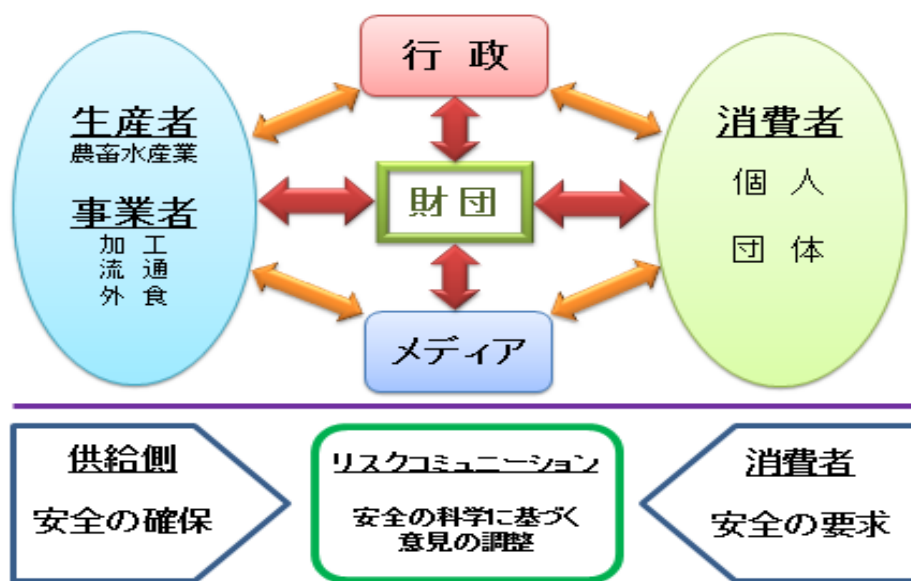 行 政
生産者
農畜水産業
事業者
加 工
流 通
外 食
財 団
消費者
個 人
団 体
メディア
供給側
安全の確保
リスクコミュニーション
安全の科学に基づく
意見の調整
消費者
安全の要求